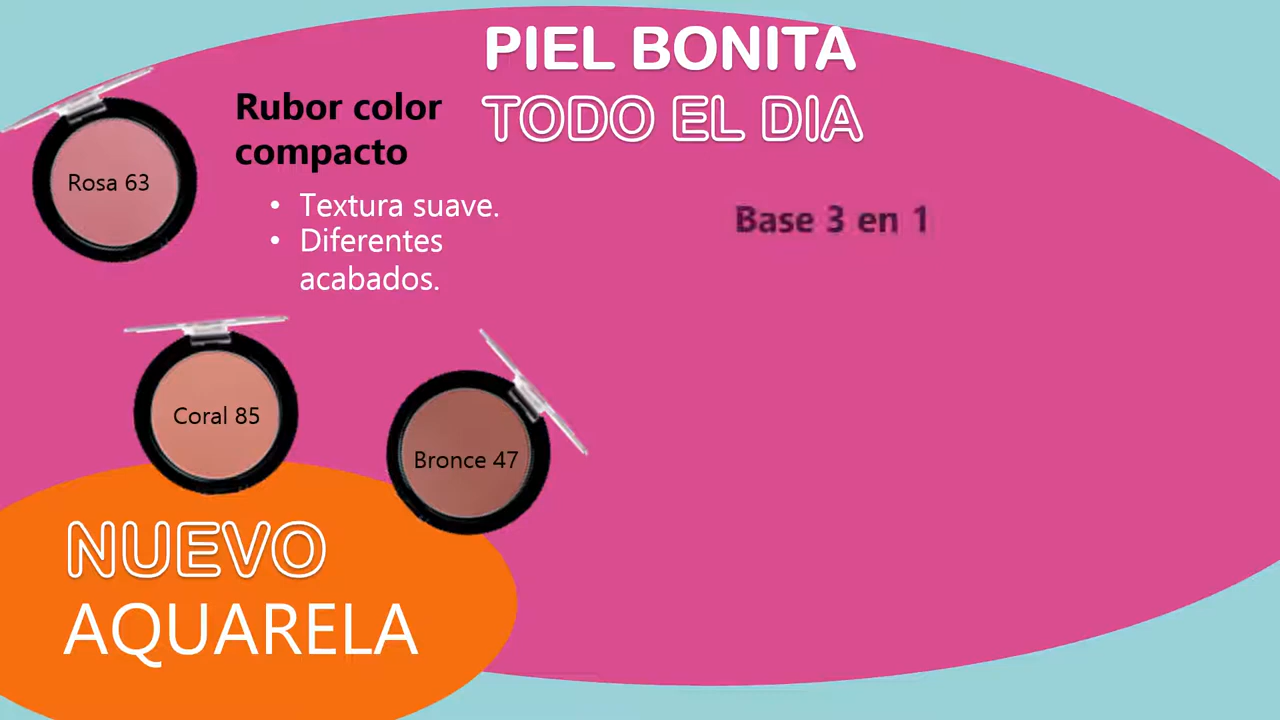 PIEL BONITA
TODO EL DIA
Rubor color
compacto
• Textura suave.
• Diferentes
acabados.
Base 3 en 1
Rosa 63
Coral 85
Bronce 47
NUEVO
AQUARELA